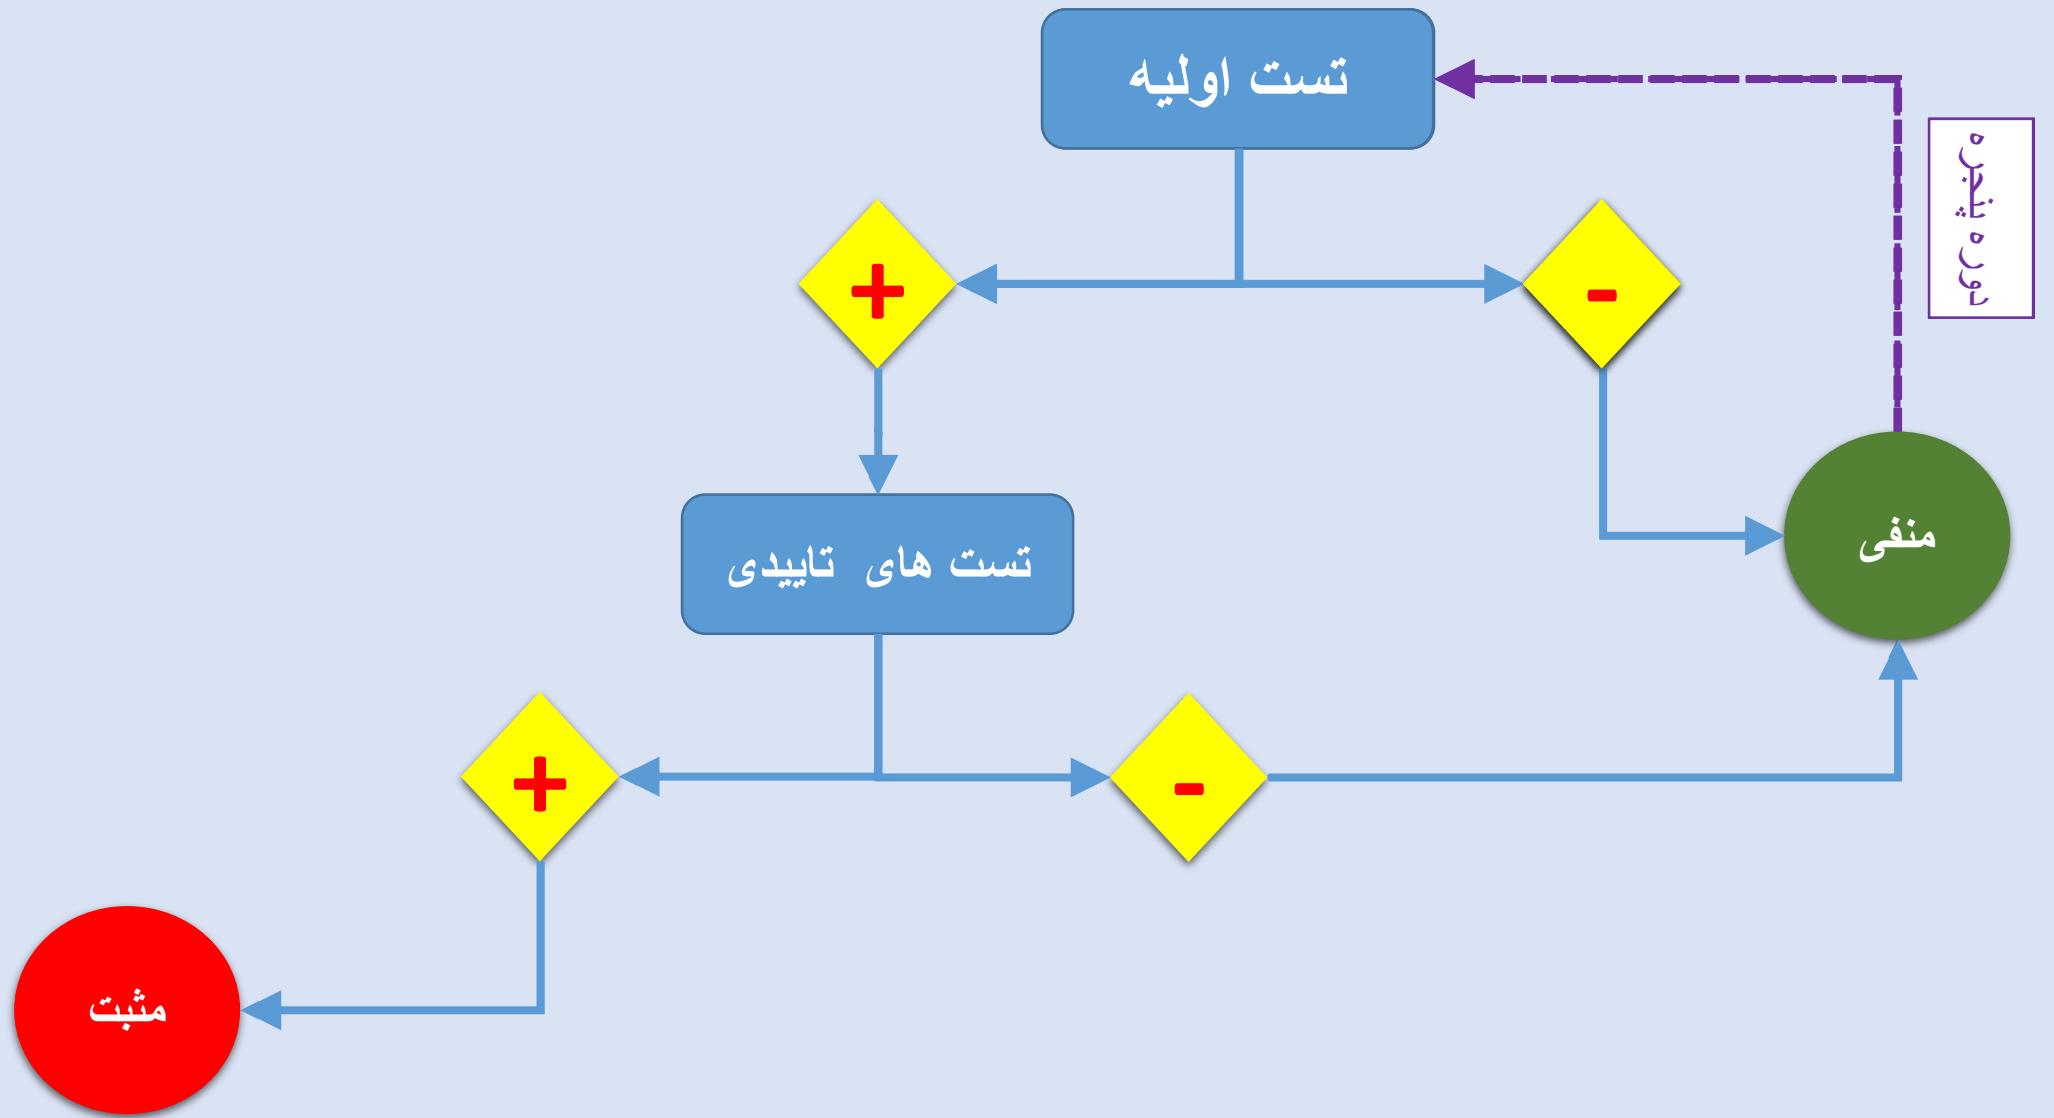 تست اولیه
دوره پنجره
+
-
منفی
تست های تاییدی
+
-
مثبت